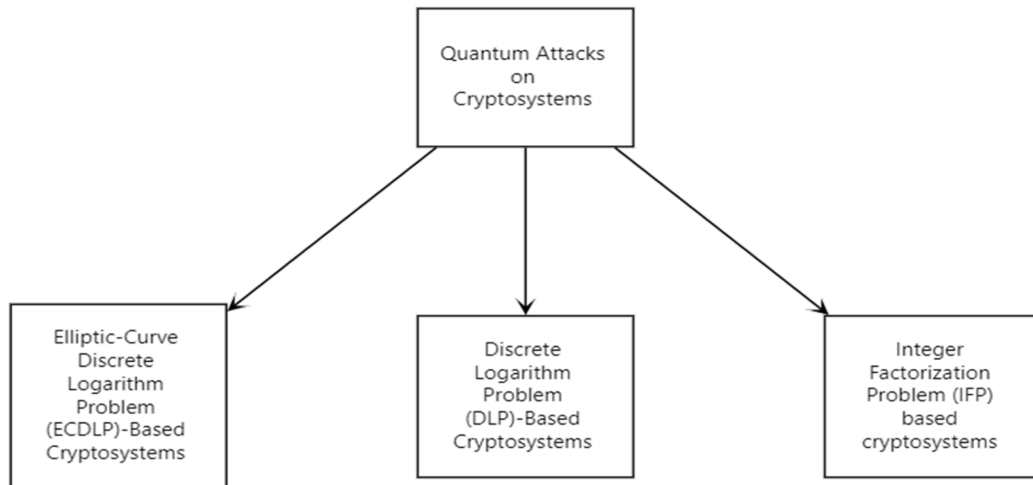 Quantum Attacks
on
Cryptosystems
Elliptic-Curve
Discrete
Logarithm
Problem
(ECDLP)-Based
Cryptosystems
Discrete
Logarithm
Problem
(DLP)-Based
Cryptosystems
Integer
Factorization
Problem (IFP)
based
cryptosystems